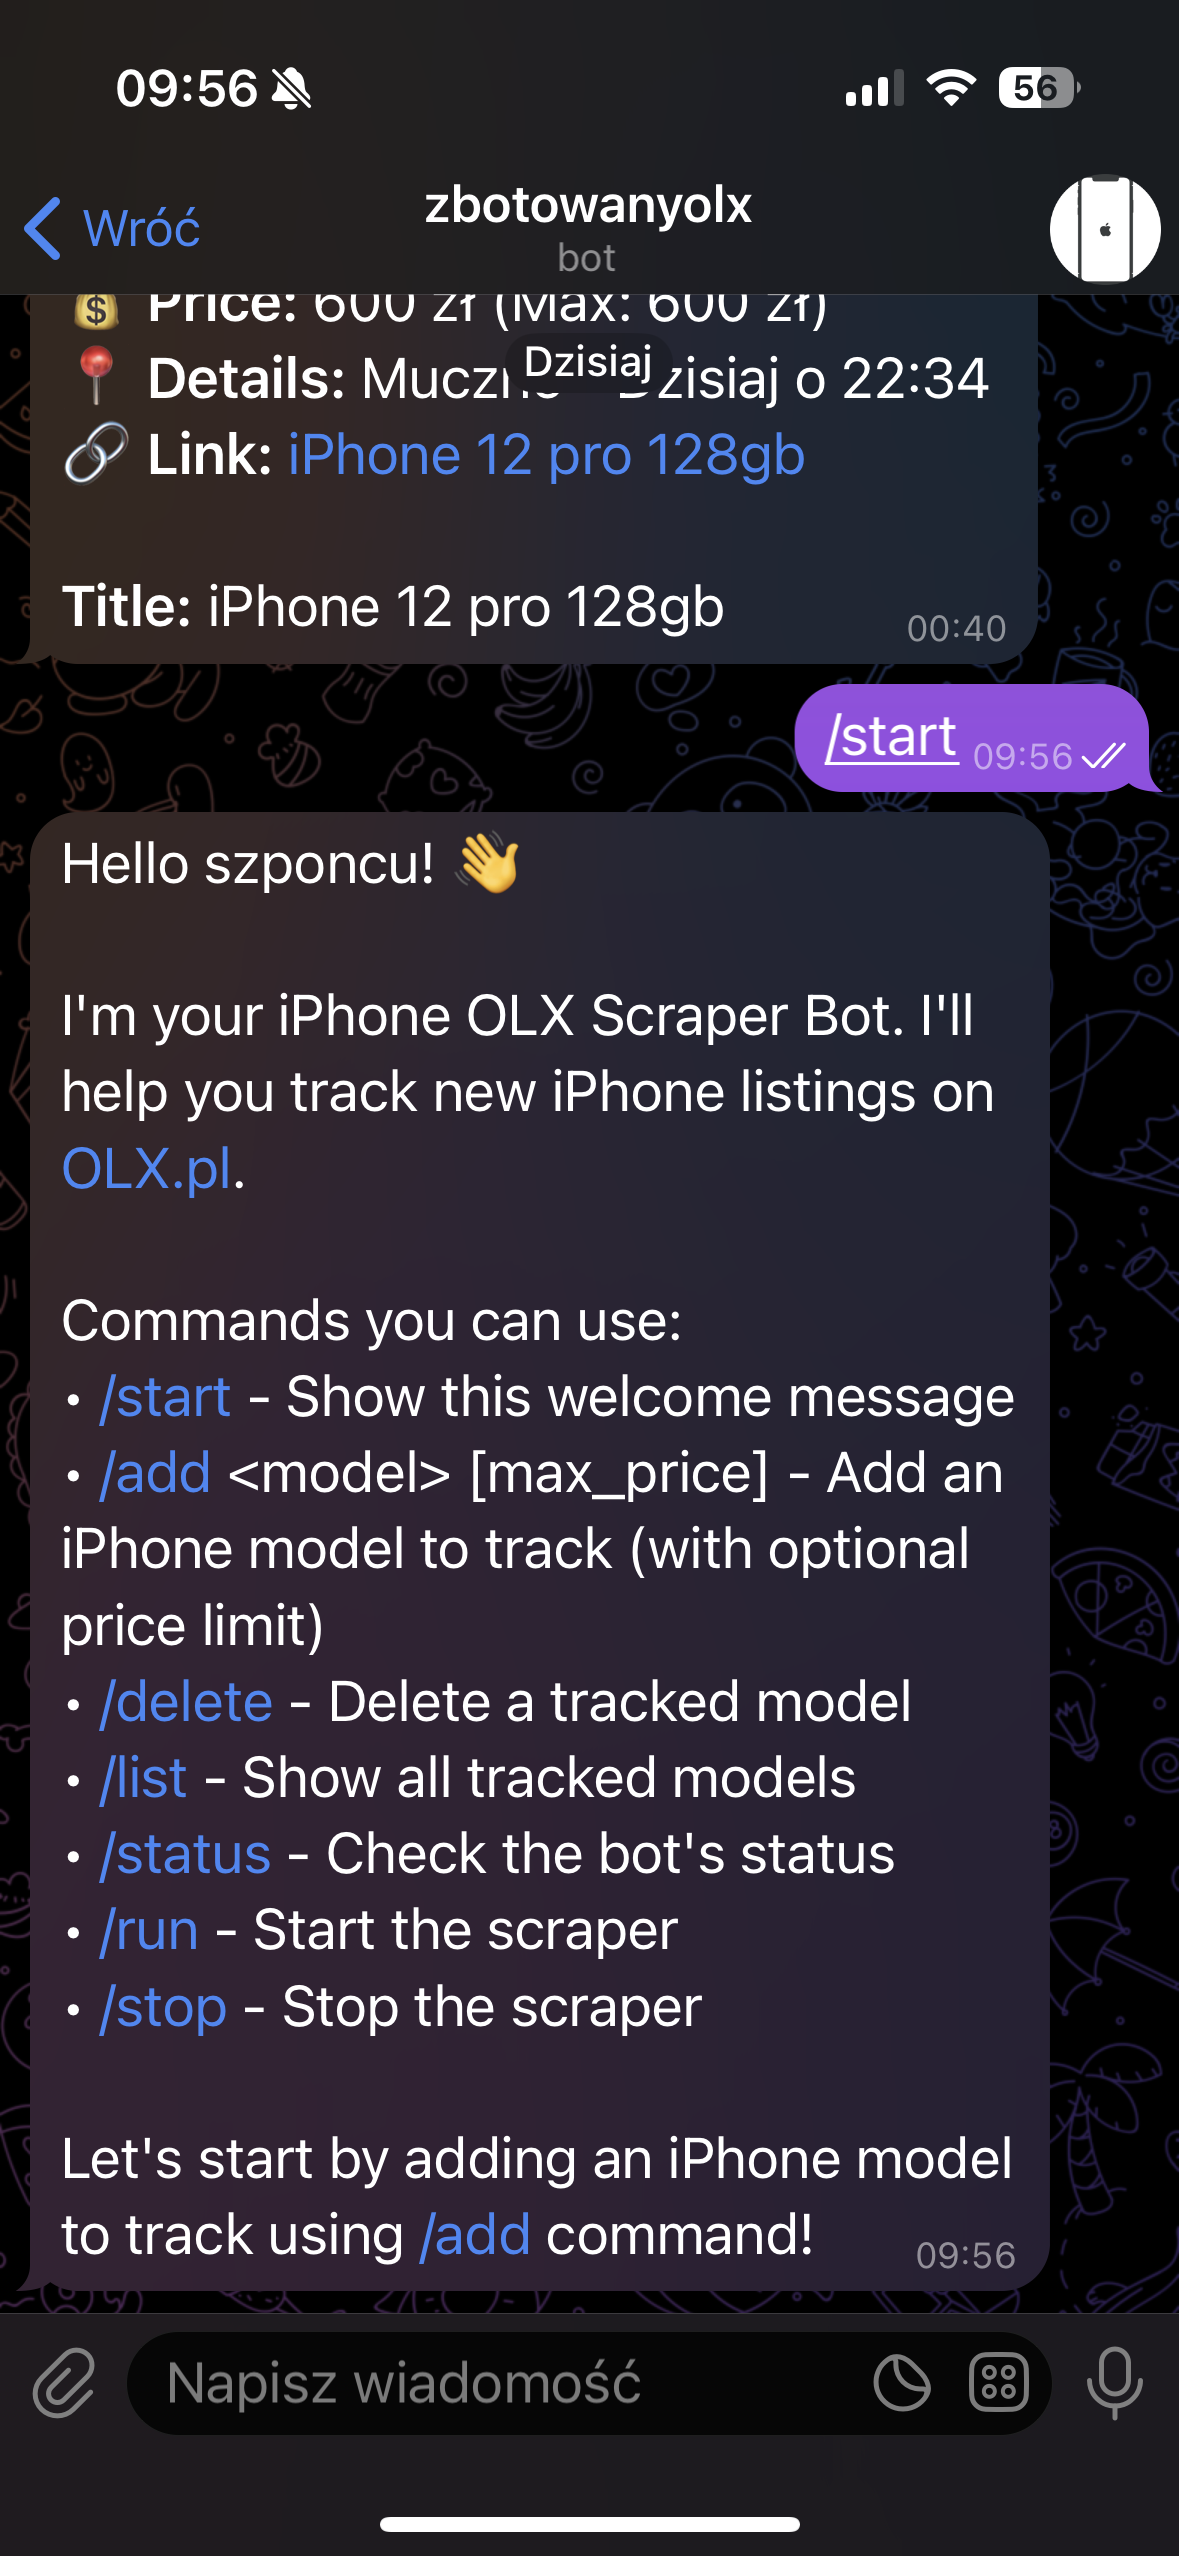 09:56
56
Wróć
zbotowanyolx
bot
Price: 600 zł (Max: 600 zł)
Dzisiaj
Details: Dzisiaj o 22:34
Link: iPhone 12 pro 128gb
Title: iPhone 12 pro 128gb
00:40
/start 09:56
Hello szponcu! 👋
I'm your iPhone OLX Scraper Bot. I'll
help you track new iPhone listings on
OLX.pl.
Commands you can use:
• /start - Show this welcome message
• /add <model> [max_price] - Add an
iPhone model to track (with optional
price limit)
• /delete - Delete a tracked model
• /list - Show all tracked models
• /status - Check the bot's status
• /run - Start the scraper
• /stop - Stop the scraper
Let's start by adding an iPhone model
to track using /add command!
09:56
Napisz wiadomość